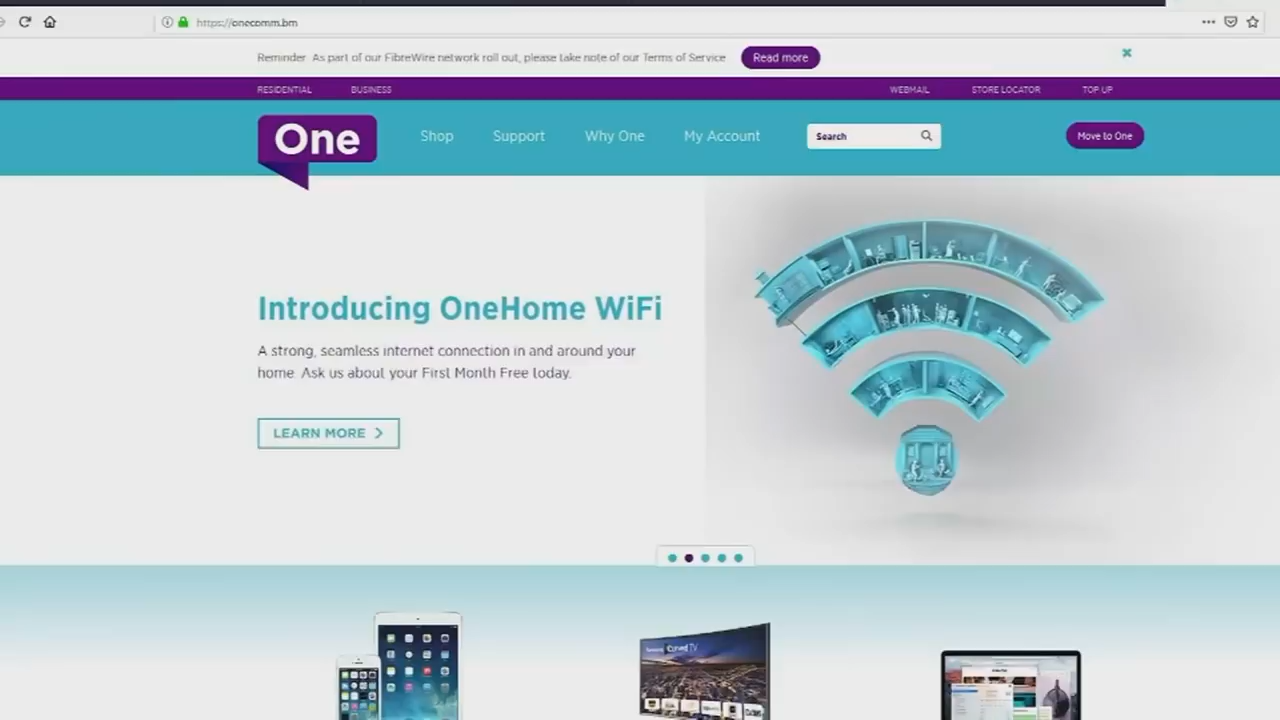 https://onecomm.bm
Reminder As part of our FibreWire network roll out, please take note of our Terms of Service
Read more
RESIDENTIAL BUSINESS WEBMAIL STORE LOCATOR TOP UP
One Shop Support Why One My Account Search Move to One
Introducing OneHome WiFi
A strong, seamless internet connection in and around your
home. Ask us about your First Month Free today.
LEARN MORE
Curved TV